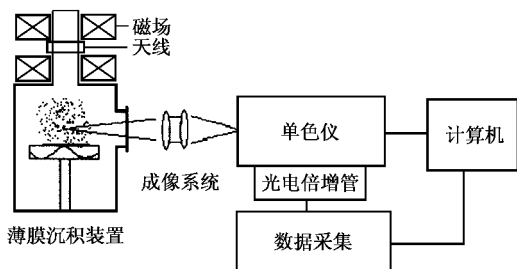 磁场
天线
单色仪
计算机
光电倍增管
成像系统
薄膜沉积装置
数据采集